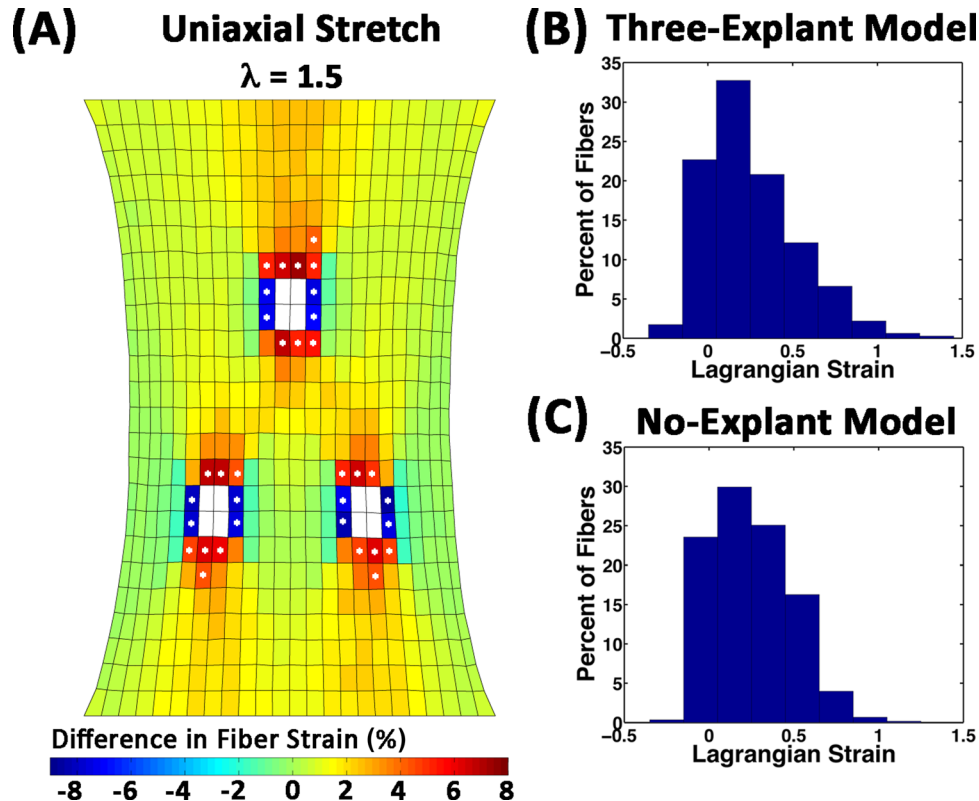 (A) Uniaxial Stretch
λ = 1.5
Difference in Fiber Strain (%)
-8 -6 -4 -2 0 2 4 6 8
(B) Three-Explant Model
Percent of Fibers
35
30
25
20
15
10
5
0
−0.5 0 0.5 1 1.5
Lagrangian Strain
(C) No-Explant Model
Percent of Fibers
35
30
25
20
15
10
5
0
−0.5 0 0.5 1 1.5
Lagrangian Strain